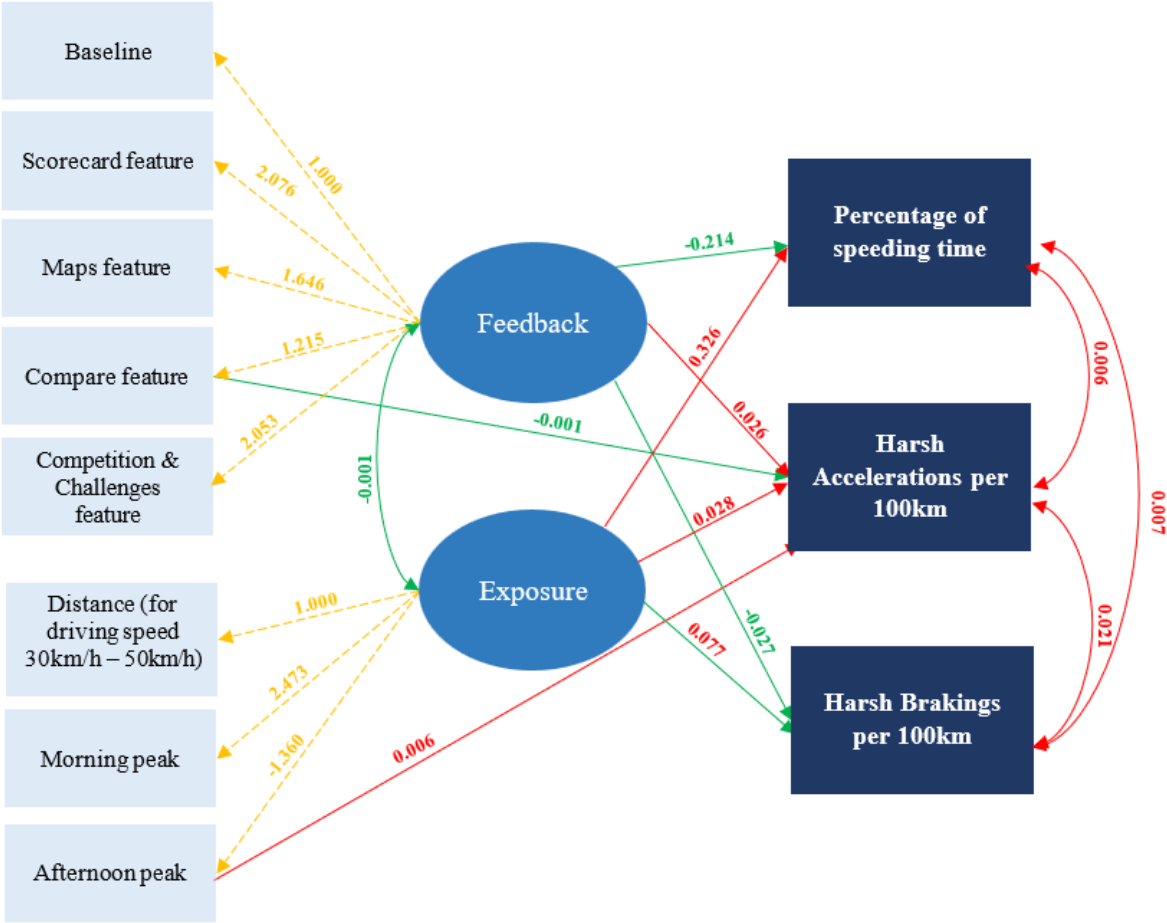 Baseline
Scorecard feature
Maps feature
Compare feature
Competition &
Challenges
feature
Distance (for
driving speed
30km/h – 50km/h)
Morning peak
Afternoon peak
1.000
2.076
1.646
1.215
2.053
-0.001
1.000
2.473
-1.360
Feedback
Exposure
-0.214
0.326
0.026
-0.001
0.028
-0.027
0.077
0.006
Percentage of
speeding time
Harsh
Accelerations per
100km
Harsh Brakings
per 100km
0.006
0.007
0.021